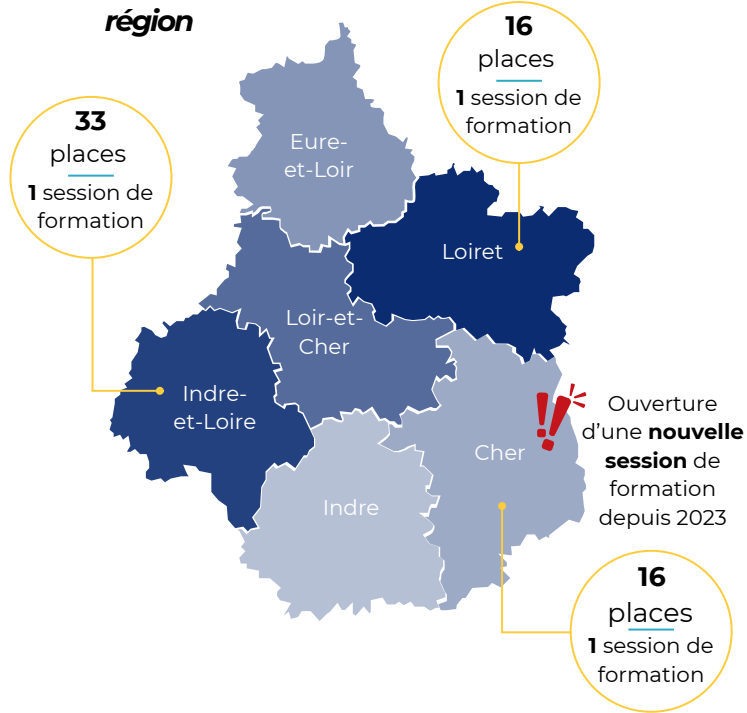 région
16
places
1 session de
formation
33
places
1 session de
formation
Eure-
et-Loir
Loiret
Loir-et-
Cher
Indre-
et-Loire
Cher
Indre
Ouverture
d'une nouvelle
session de
formation
depuis 2023
16
places
1 session de
formation